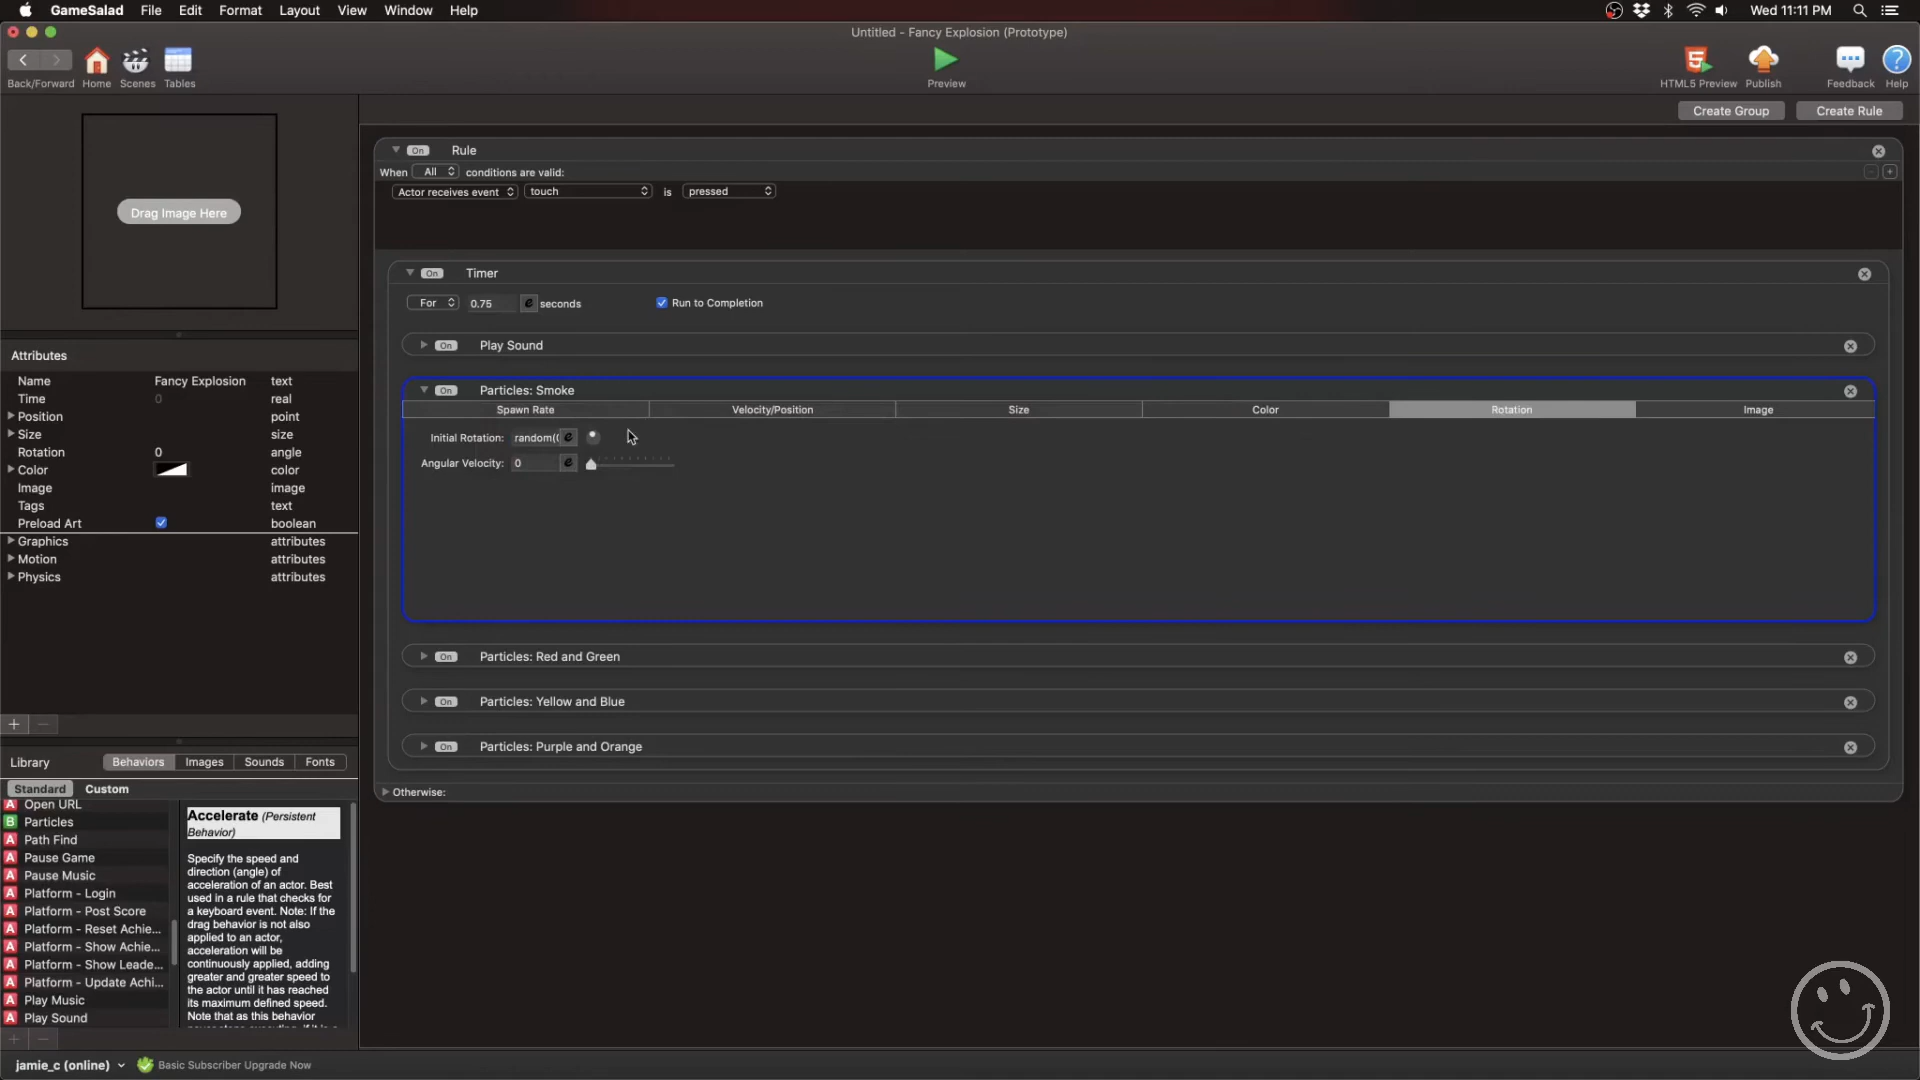 GameSalad File Edit Format Layout View Window Help
Wed 11:11 PM
Untitled - Fancy Explosion (Prototype)
Back/Forward Home Scenes Tables
Preview
HTML5 Preview Publish
Feedback Help
Create Group Create Rule
Drag Image Here
Attributes
Name Fancy Explosion text
Time 0 real
Position point
Size size
Rotation 0 angle
Color color
Image image
Tags text
Preload Art boolean
Graphics attributes
Motion attributes
Physics attributes
On Rule
When All conditions are valid:
Actor receives event touch is pressed
On Timer
For 0.75 e seconds Run to Completion
On Play Sound
On Particles: Smoke
Spawn Rate Velocity/Position Size Color Rotation Image
Initial Rotation: random(( e
Angular Velocity: 0 e
On Particles: Red and Green
On Particles: Yellow and Blue
On Particles: Purple and Orange
Otherwise:
Library Behaviors Images Sounds Fonts
Standard Custom
A Open URL
B Particles
A Path Find
A Pause Game
A Pause Music
A Platform - Login
A Platform - Post Score
A Platform - Reset Achie...
A Platform - Show Achie...
A Platform - Show Leade...
A Platform - Update Achi...
A Play Music
A Play Sound
Accelerate (Persistent
Behavior)
Specify the speed and
direction (angle) of
acceleration of an actor. Best
used in a rule that checks for
a keyboard event. Note: If the
drag behavior is not also
applied to an actor,
acceleration will be
continuously applied, adding
greater and greater speed to
the actor until it has reached
its maximum defined speed.
Note that as this behavior
jamie_c (online) Basic Subscriber Upgrade Now